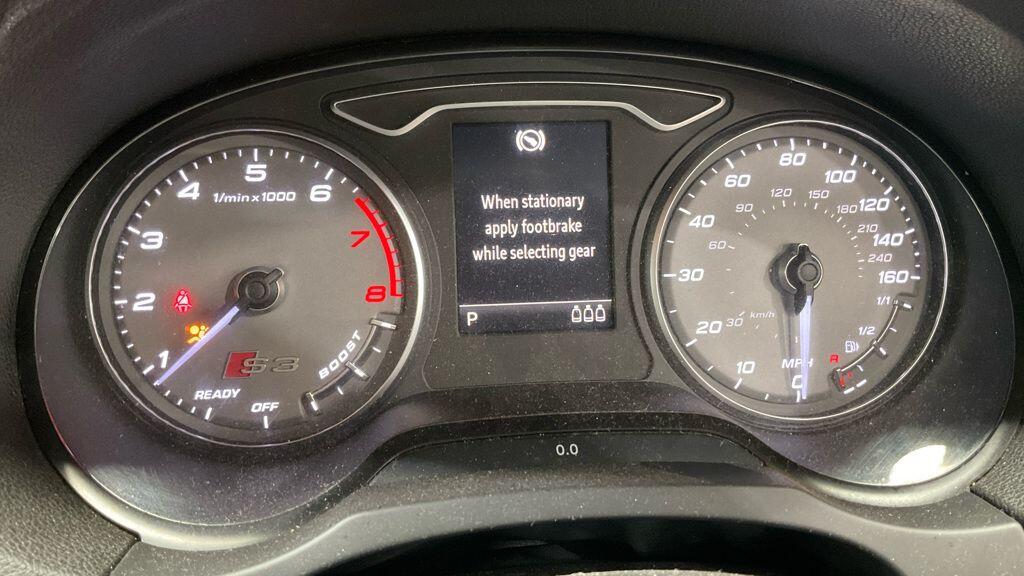 1/min x 1000
1
2
3
4
5
6
7
8
READY
OFF
BOOST
S3
When stationary
apply footbrake
while selecting gear
P
0.0
0
10
20
30
40
60
80
100
120
140
160
30
60
90
120
150
180
210
240
km/h
MPH
R
1/2
1/1